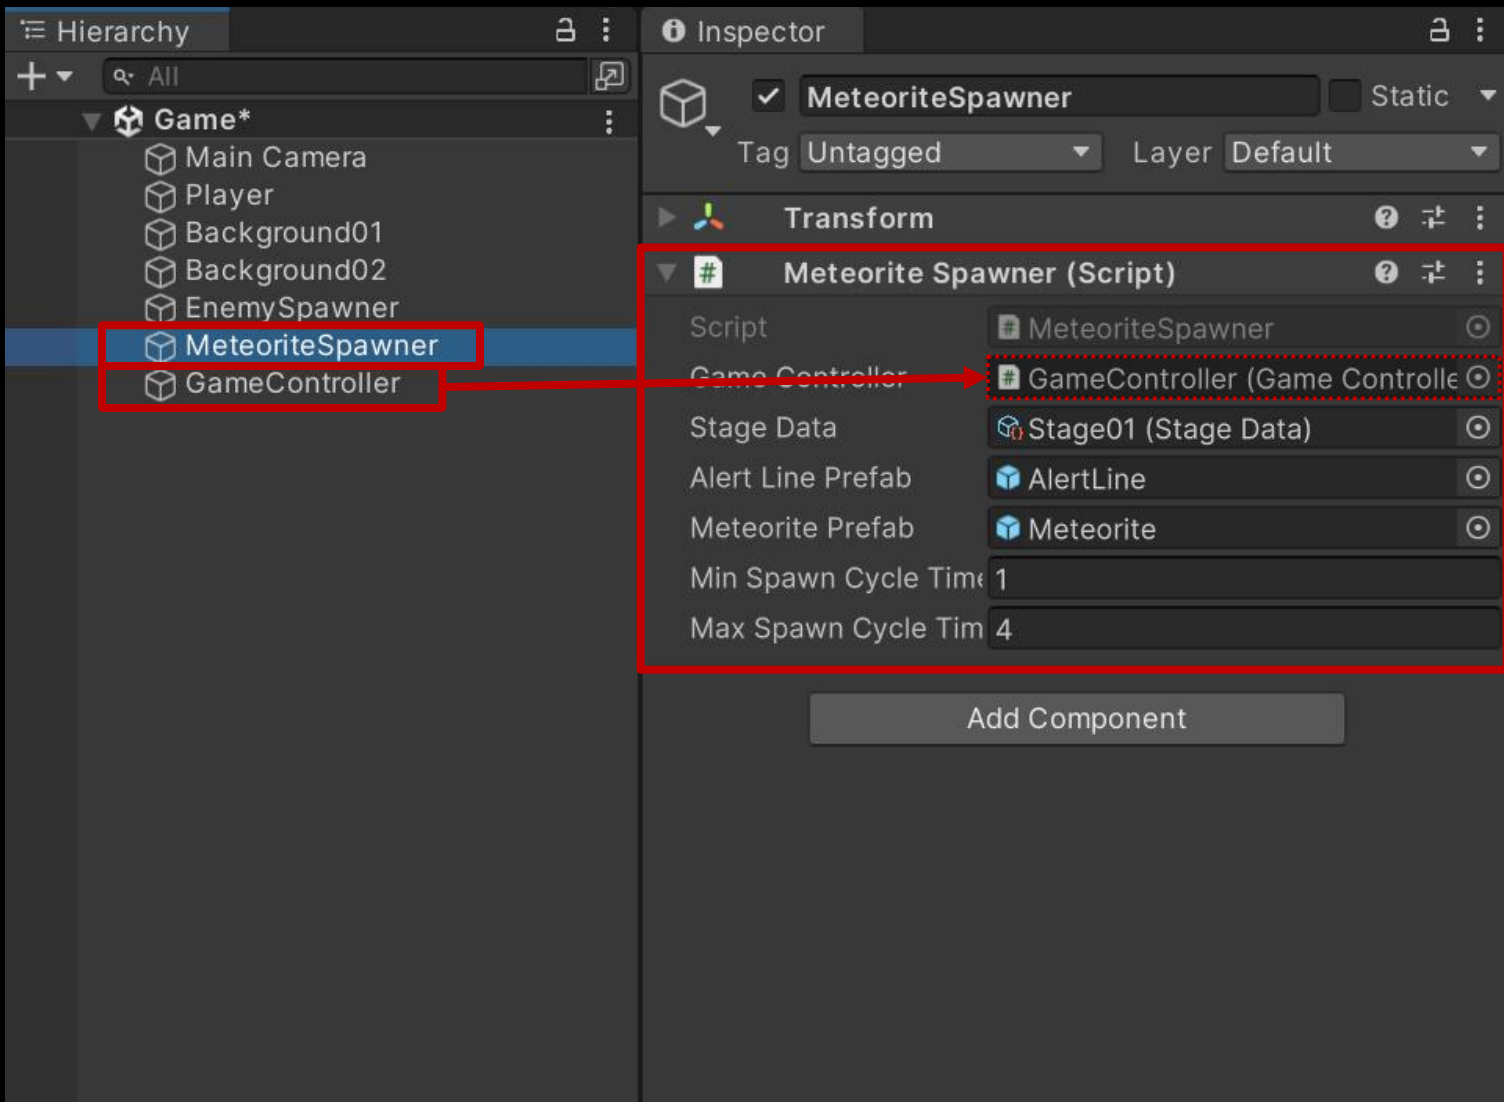 Hierarchy
All
Game*
Main Camera
Player
Background01
Background02
EnemySpawner
MeteoriteSpawner
GameController
Inspector
MeteoriteSpawner
Static
Tag Untagged
Layer Default
Transform
# Meteorite Spawner (Script)
Script # MeteoriteSpawner
Game Controller # GameController (Game Controlle
Stage Data Stage01 (Stage Data)
Alert Line Prefab AlertLine
Meteorite Prefab Meteorite
Min Spawn Cycle Time 1
Max Spawn Cycle Tim 4
Add Component